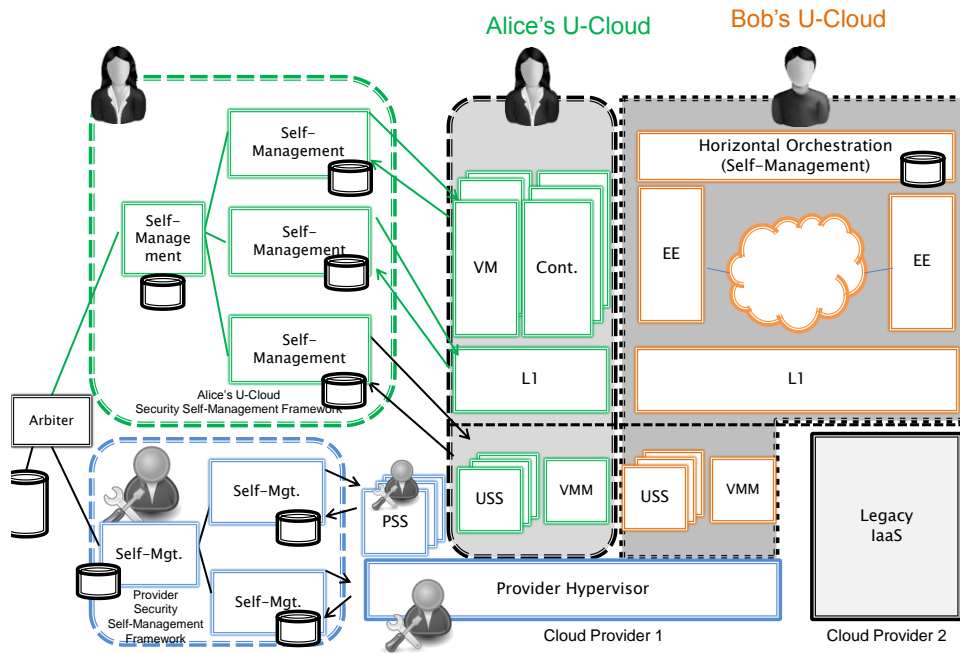 Alice's U-Cloud
Bob's U-Cloud
Self-
Management
Self-
Manage
ment
Self-
Management
Self-
Management
Alice's U-Cloud
Security Self-Management Framework
Arbiter
VM
Cont.
L1
USS
VMM
Horizontal Orchestration
(Self-Management)
EE
EE
L1
USS
VMM
Self-Mgt.
Self-Mgt.
Self-Mgt.
Provider
Security
Self-Management
Framework
PSS
Provider Hypervisor
Cloud Provider 1
Legacy
IaaS
Cloud Provider 2